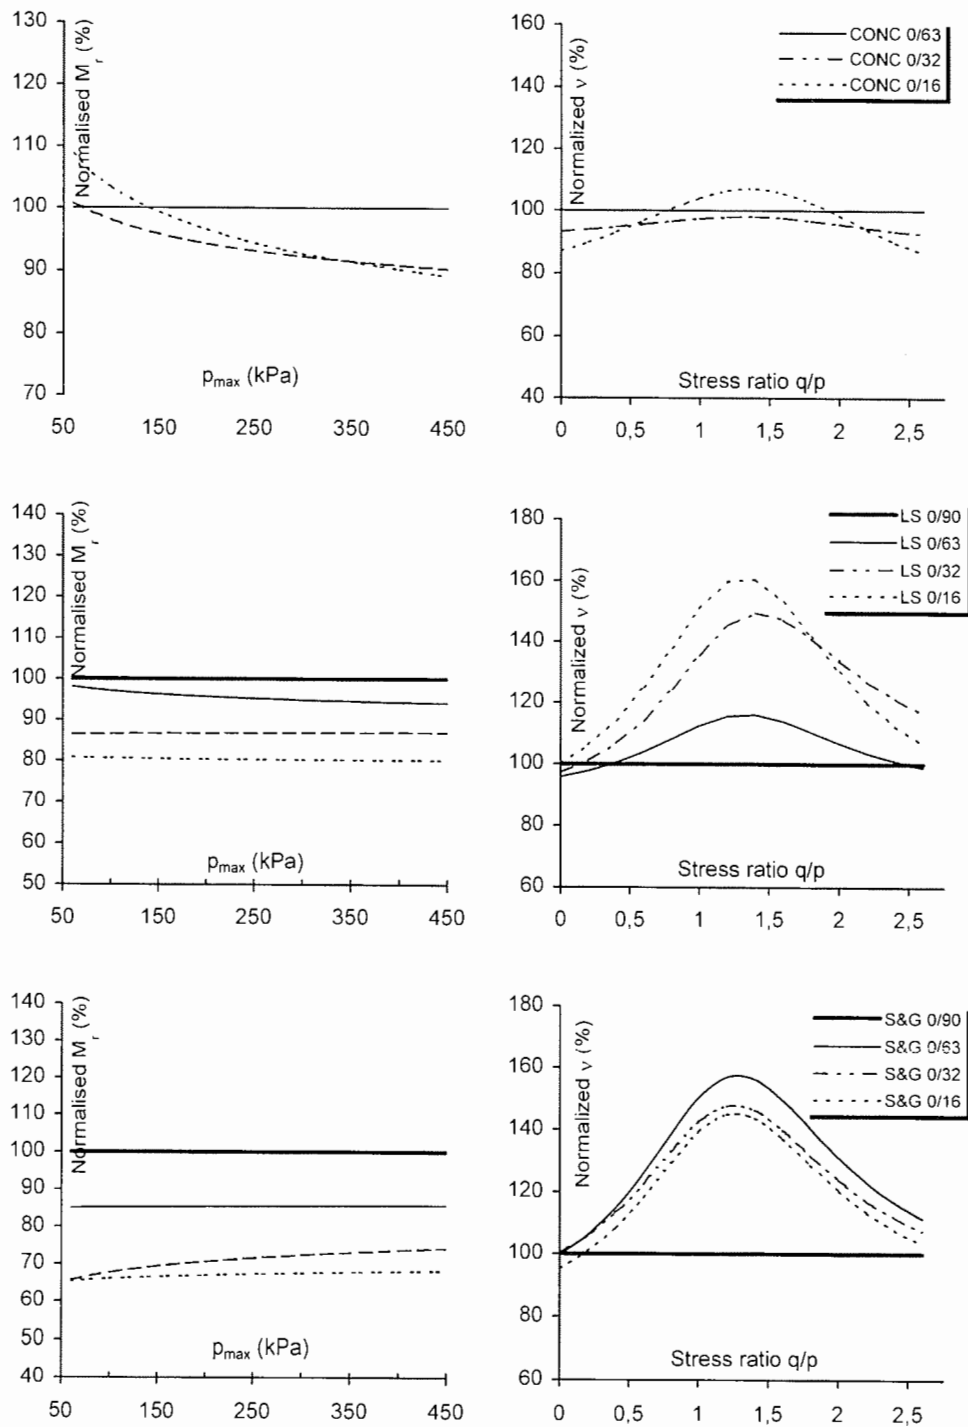 130
120
110
100
90
80
70
Normalised M r (%)
p max (kPa)
50 150 250 350 450
160
140
120
100
80
60
40
Normalized ν (%)
CONC 0/63
CONC 0/32
CONC 0/16
Stress ratio q/p
0 0,5 1 1,5 2 2,5
140
130
120
110
100
90
80
70
60
50
Normalised M r (%)
p max (kPa)
50 150 250 350 450
180
160
140
120
100
80
60
Normalized ν (%)
LS 0/90
LS 0/63
LS 0/32
LS 0/16
Stress ratio q/p
0 0,5 1 1,5 2 2,5
140
130
120
110
100
90
80
70
60
50
40
Normalised M r (%)
p max (kPa)
50 150 250 350 450
180
160
140
120
100
80
60
Normalized ν (%)
S&G 0/90
S&G 0/63
S&G 0/32
S&G 0/16
Stress ratio q/p
0 0,5 1 1,5 2 2,5